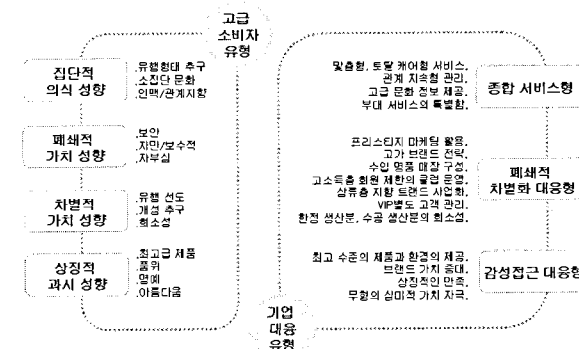 고급
소비자
유형
집단적
의식 성향
.유행형태 추구
.소집단 문화
.인맥/관계지향
폐쇄적
가치 성향
.보안
.자만/보수적
.자부심
차별적
가치 성향
.유행 선도
.개성 추구
.희소성
상징적
과시 성향
.최고급 제품
.품위
.명예
.아름다움
맞춤형, 토탈 케어형 서비스.
관계 지속형 관리.
고급 문화 정보 제공.
부대 서비스의 특별함.
종합 서비스형
프리스티지 마케팅 활용.
고가 브랜드 전략.
수입 명품 매장 구성.
고소득층 회원 제한의 클럽 운영.
상류층 지향 트랜드 사업화.
VIP별도 고객 관리.
한정 생산분, 수공 생산분의 희소성.
폐쇄적
차별화 대응형
최고 수준의 제품과 환경의 제공.
브랜드 가치 증대.
상징적인 만족.
무형의 심미적 가치 자극.
감성접근 대응형
기업
대응
유형